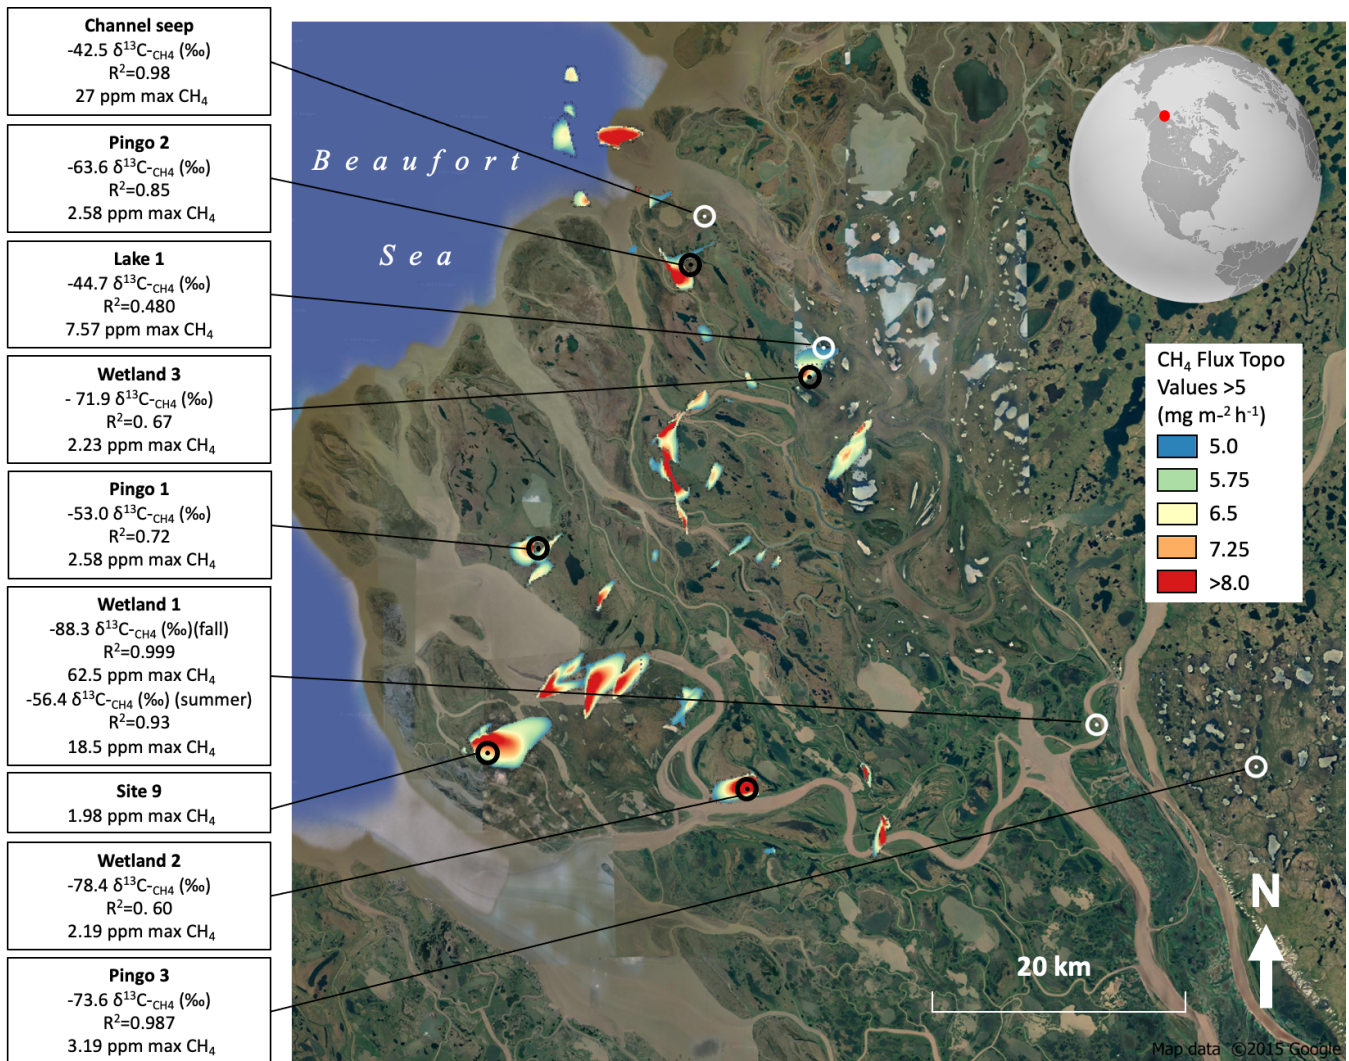 Channel seep
-42.5 δ¹³C-CH₄ (‰)
R²=0.98
27 ppm max CH₄
Pingo 2
-63.6 δ¹³C-CH₄ (‰)
R²=0.85
2.58 ppm max CH₄
Lake 1
-44.7 δ¹³C-CH₄ (‰)
R²=0.480
7.57 ppm max CH₄
Wetland 3
- 71.9 δ¹³C-CH₄ (‰)
R²=0. 67
2.23 ppm max CH₄
Pingo 1
-53.0 δ¹³C-CH₄ (‰)
R²=0.72
2.58 ppm max CH₄
Wetland 1
-88.3 δ¹³C-CH₄ (‰)(fall)
R²=0.999
62.5 ppm max CH₄
-56.4 δ¹³C-CH₄ (‰) (summer)
R²=0.93
18.5 ppm max CH₄
Site 9
1.98 ppm max CH₄
Wetland 2
-78.4 δ¹³C-CH₄ (‰)
R²=0. 60
2.19 ppm max CH₄
Pingo 3
-73.6 δ¹³C-CH₄ (‰)
R²=0.987
3.19 ppm max CH₄
Beaufort
Sea
CH₄ Flux Topo
Values >5
(mg m-² h⁻¹)
5.0
5.75
6.5
7.25
>8.0
N
20 km
Map data ©2015 Google